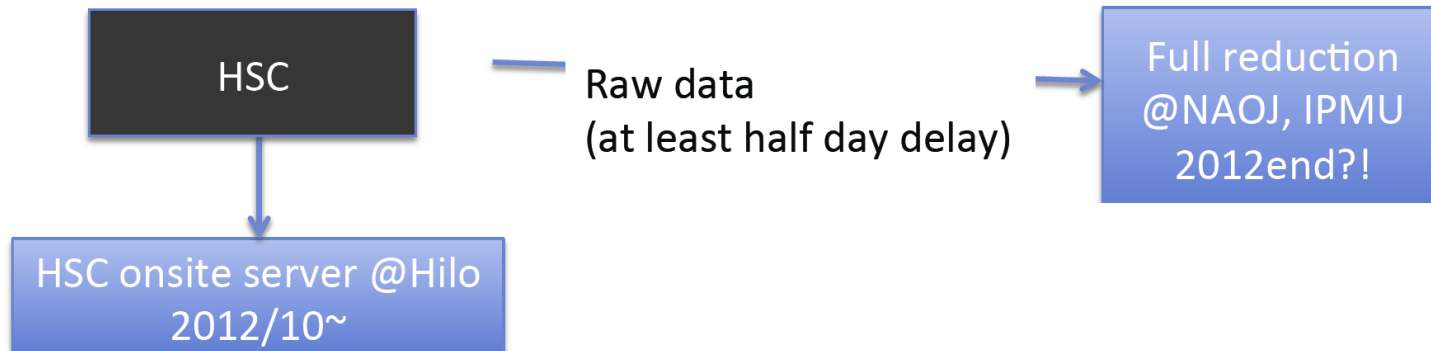 HSC
Raw data
(at least half day delay)
Full reduction
@NAOJ, IPMU
2012end?!
HSC onsite server @Hilo
2012/10~